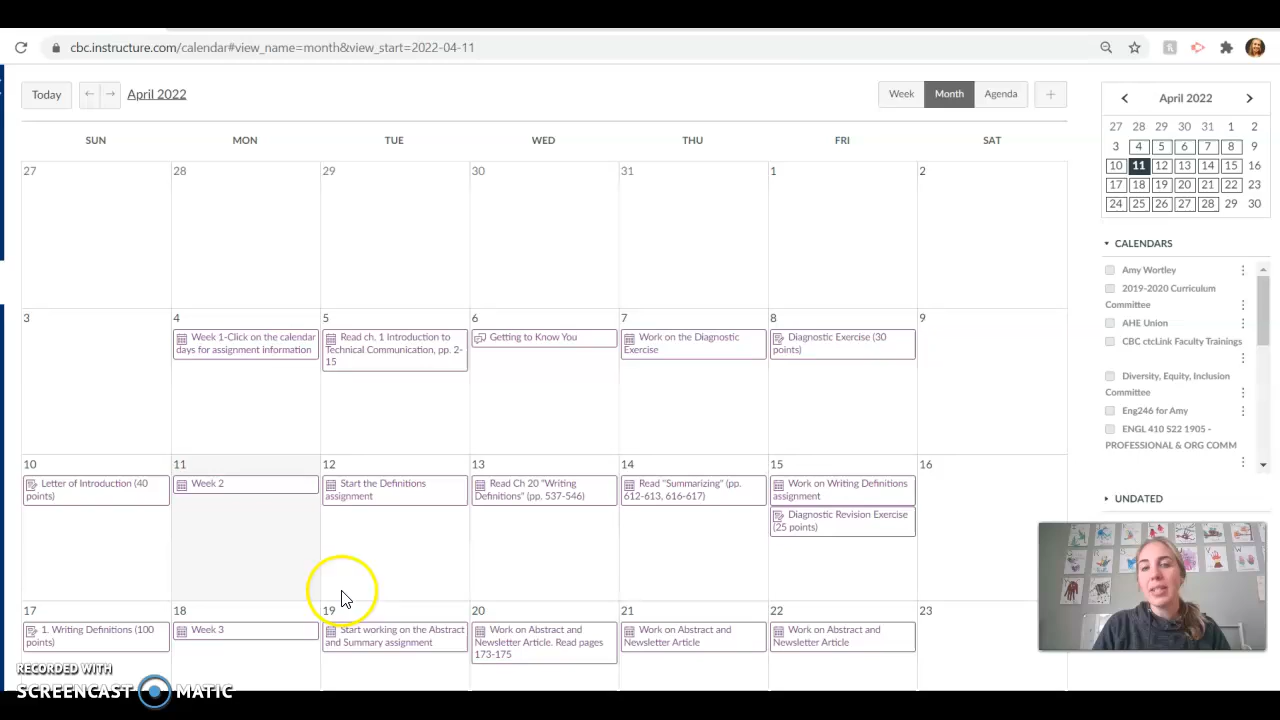 cbc.instructure.com/calendar#view_name=month&view_start=2022-04-11
Today
April 2022
Week
Month
Agenda
SUN
MON
TUE
WED
THU
FRI
SAT
27
28
29
30
31
1
2
3
4
5
6
7
8
9
Week 1-Click on the calendar
days for assignment information
Read ch. 1 Introduction to
Technical Communication, pp. 2-
15
Getting to Know You
Work on the Diagnostic
Exercise
Diagnostic Exercise (30
points)
10
11
12
13
14
15
16
Letter of Introduction (40
points)
Week 2
Start the Definitions
assignment
Read Ch 20 "Writing
Definitions" (pp. 537-546)
Read "Summarizing" (pp.
612-613, 616-617)
Work on Writing Definitions
assignment
Diagnostic Revision Exercise
(25 points)
17
18
19
20
21
22
23
1. Writing Definitions (100
points)
Week 3
Start working on the Abstract
and Summary assignment
Work on Abstract and
Newsletter Article. Read pages
173-175
Work on Abstract and
Newsletter Article
Work on Abstract and
Newsletter Article
April 2022
27 28 29 30 31 1 2
3 4 5 6 7 8 9
10 11 12 13 14 15 16
17 18 19 20 21 22 23
24 25 26 27 28 29 30
CALENDARS
Amy Wortley
2019-2020 Curriculum
Committee
AHE Union
CBC ctcLink Faculty Trainings
Diversity, Equity, Inclusion
Committee
Eng246 for Amy
ENGL 410 S22 1905 -
PROFESSIONAL & ORG COMM
UNDATED
RECORDED WITH
SCREENCAST MATIC